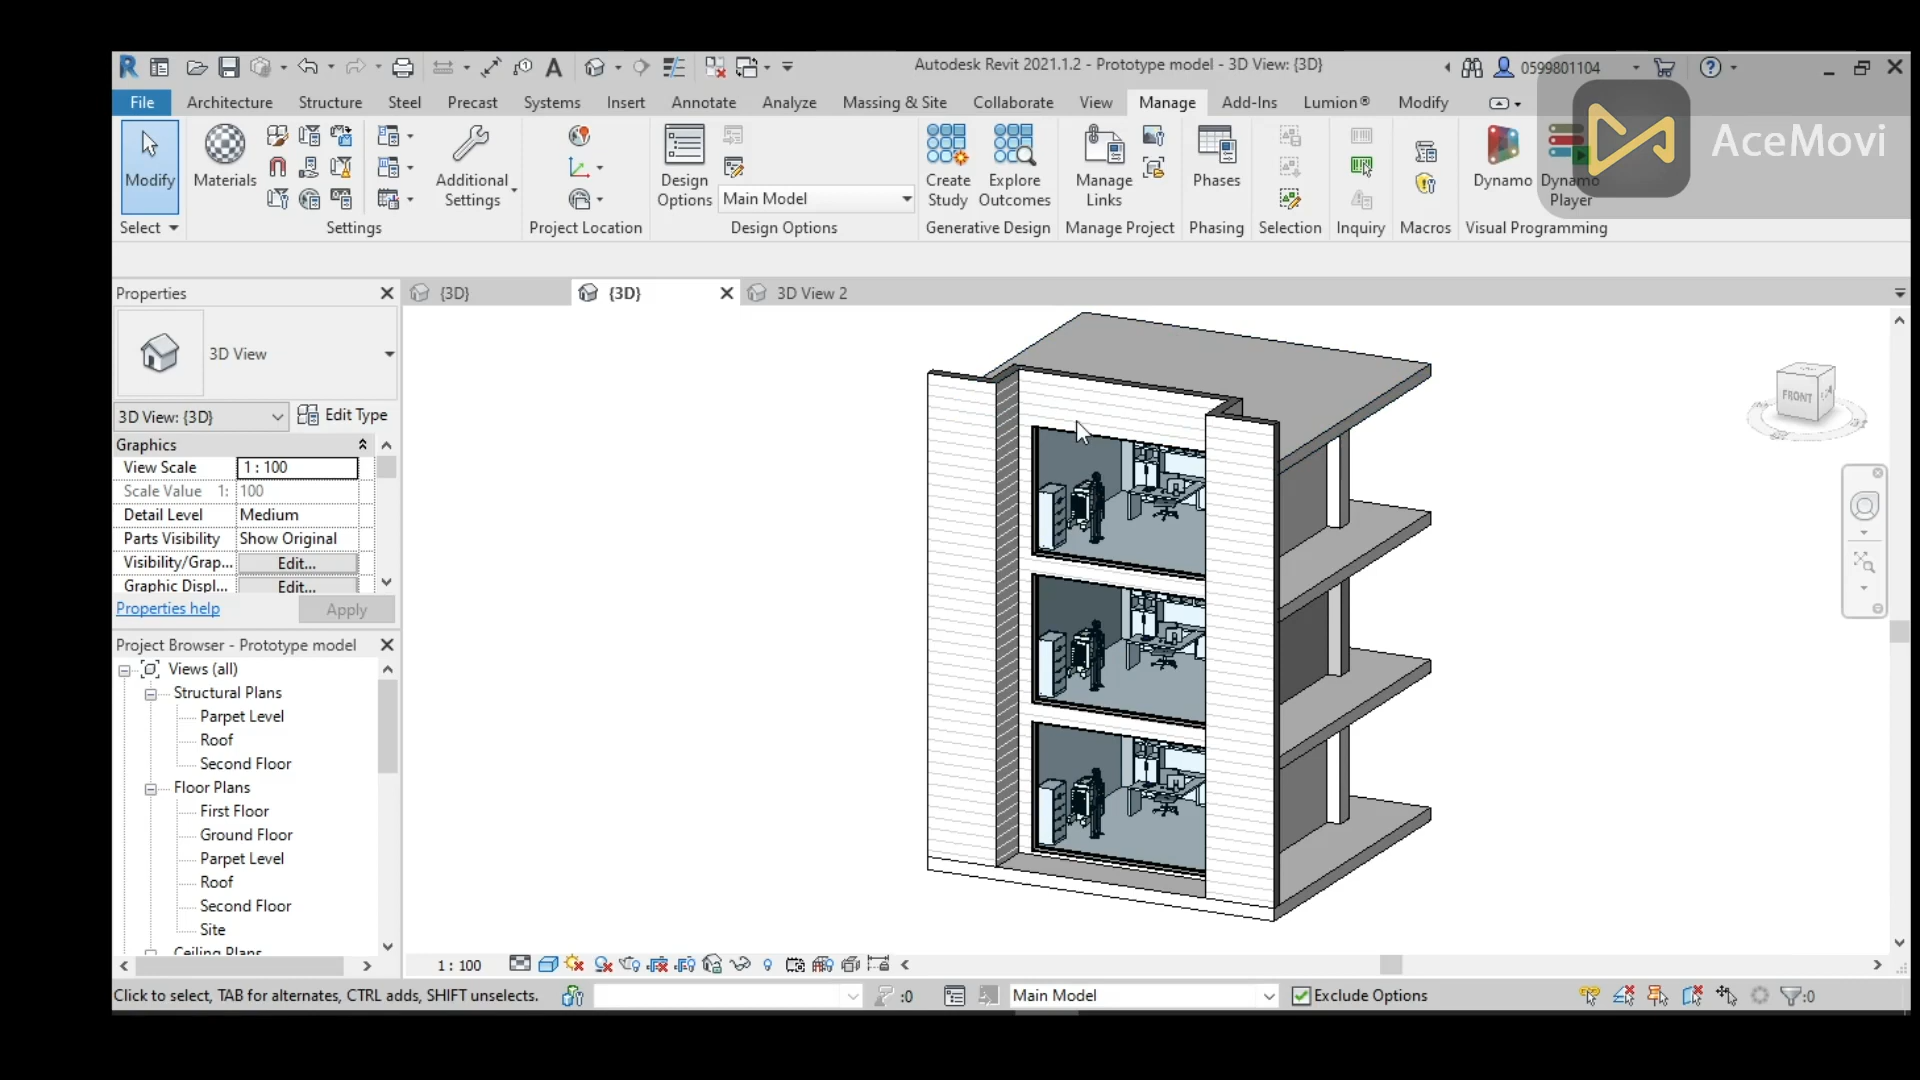 Autodesk Revit 2021.1.2 - Prototype model - 3D View: {3D}
0599801104
File Architecture Structure Steel Precast Systems Insert Annotate Analyze Massing & Site Collaborate View Manage Add-Ins Lumion® Modify
AceMovi
Modify
Materials
Additional Settings
Design Options
Main Model
Create Study
Explore Outcomes
Manage Links
Phases
Dynamo
Dynamo Player
Select
Settings
Project Location
Design Options
Generative Design
Manage Project
Phasing
Selection
Inquiry
Macros
Visual Programming
Properties
{3D}
{3D}
3D View 2
3D View
3D View: {3D}
Edit Type
Graphics
View Scale 1 : 100
Scale Value 1: 100
Detail Level Medium
Parts Visibility Show Original
Visibility/Grap... Edit...
Graphic Displ... Edit...
Properties help
Apply
FRONT
Project Browser - Prototype model
Views (all)
Structural Plans
Parpet Level
Roof
Second Floor
Floor Plans
First Floor
Ground Floor
Parpet Level
Roof
Second Floor
Site
Ceiling Plans
1 : 100
Click to select, TAB for alternates, CTRL adds, SHIFT unselects.
:0
Main Model
Exclude Options
:0